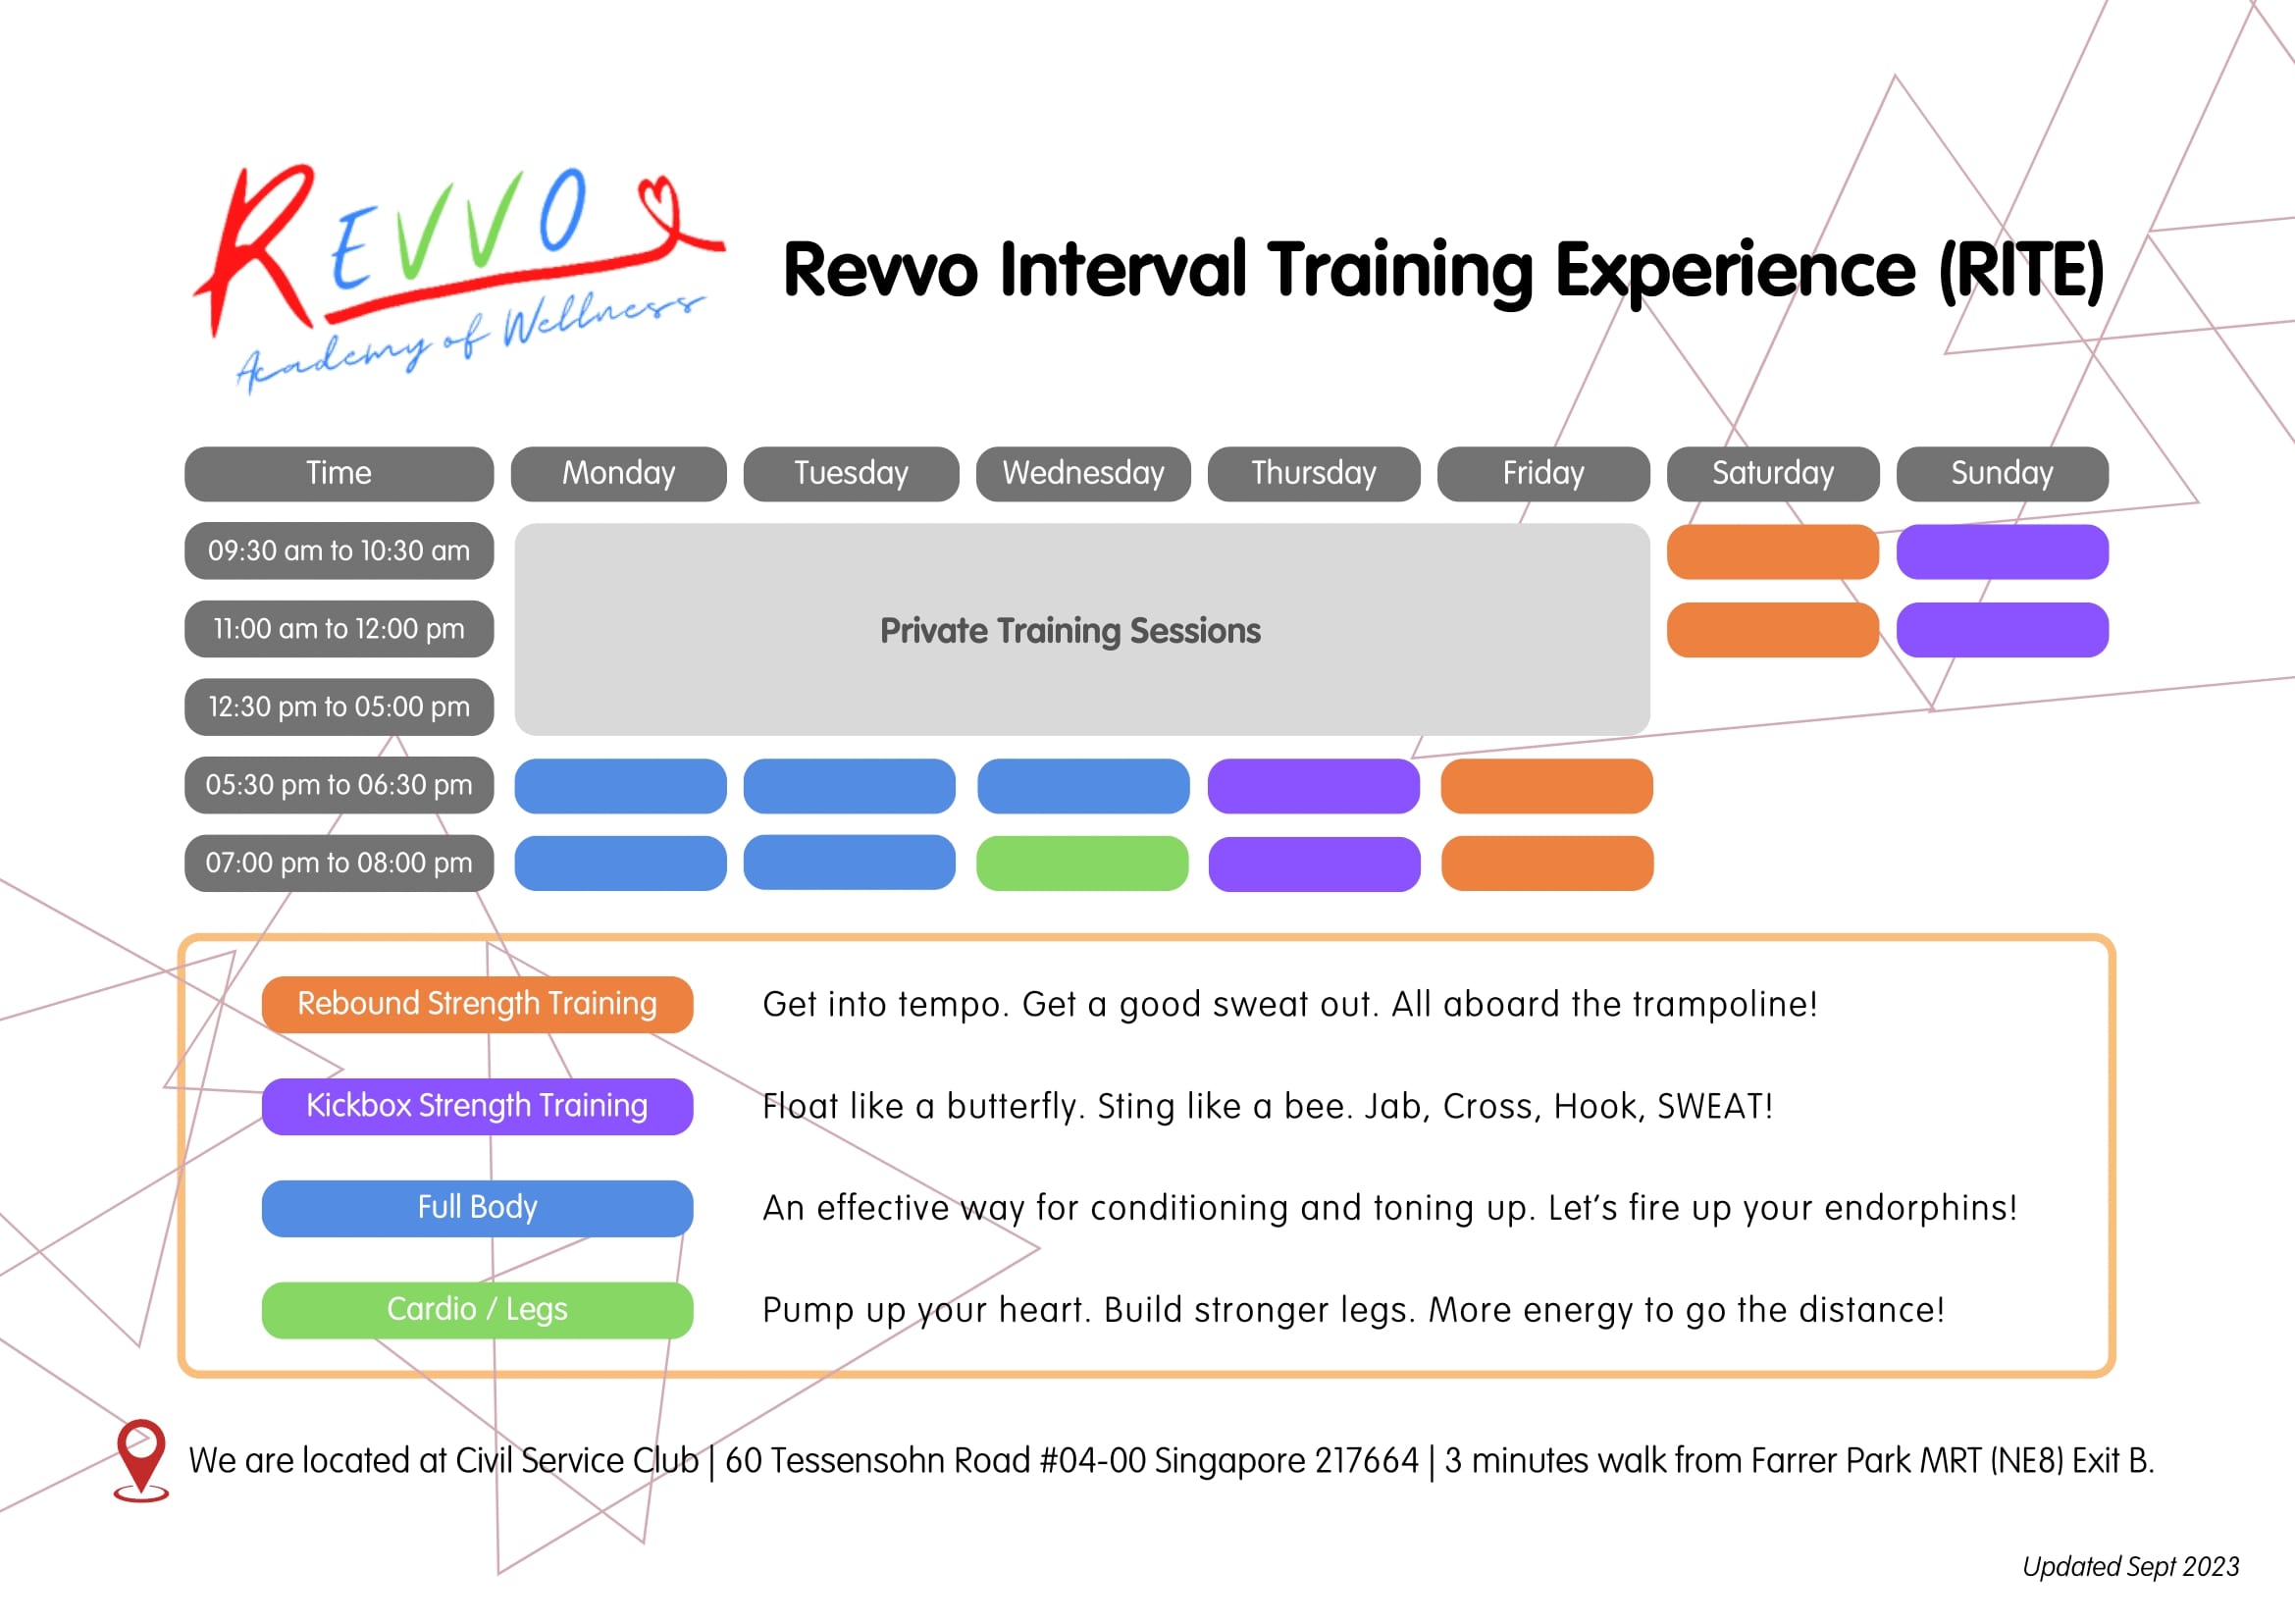 REVVO
Academy of Wellness
Revvo Interval Training Experience (RITE)
Time Monday Tuesday Wednesday Thursday Friday Saturday Sunday
09:30 am to 10:30 am
11:00 am to 12:00 pm
Private Training Sessions
12:30 pm to 05:00 pm
05:30 pm to 06:30 pm
07:00 pm to 08:00 pm
Rebound Strength Training Get into tempo. Get a good sweat out. All aboard the trampoline!
Kickbox Strength Training Float like a butterfly. Sting like a bee. Jab, Cross, Hook, SWEAT!
Full Body An effective way for conditioning and toning up. Let's fire up your endorphins!
Cardio / Legs Pump up your heart. Build stronger legs. More energy to go the distance!
We are located at Civil Service Club | 60 Tessensohn Road #04-00 Singapore 217664 | 3 minutes walk from Farrer Park MRT (NE8) Exit B.
Updated Sept 2023